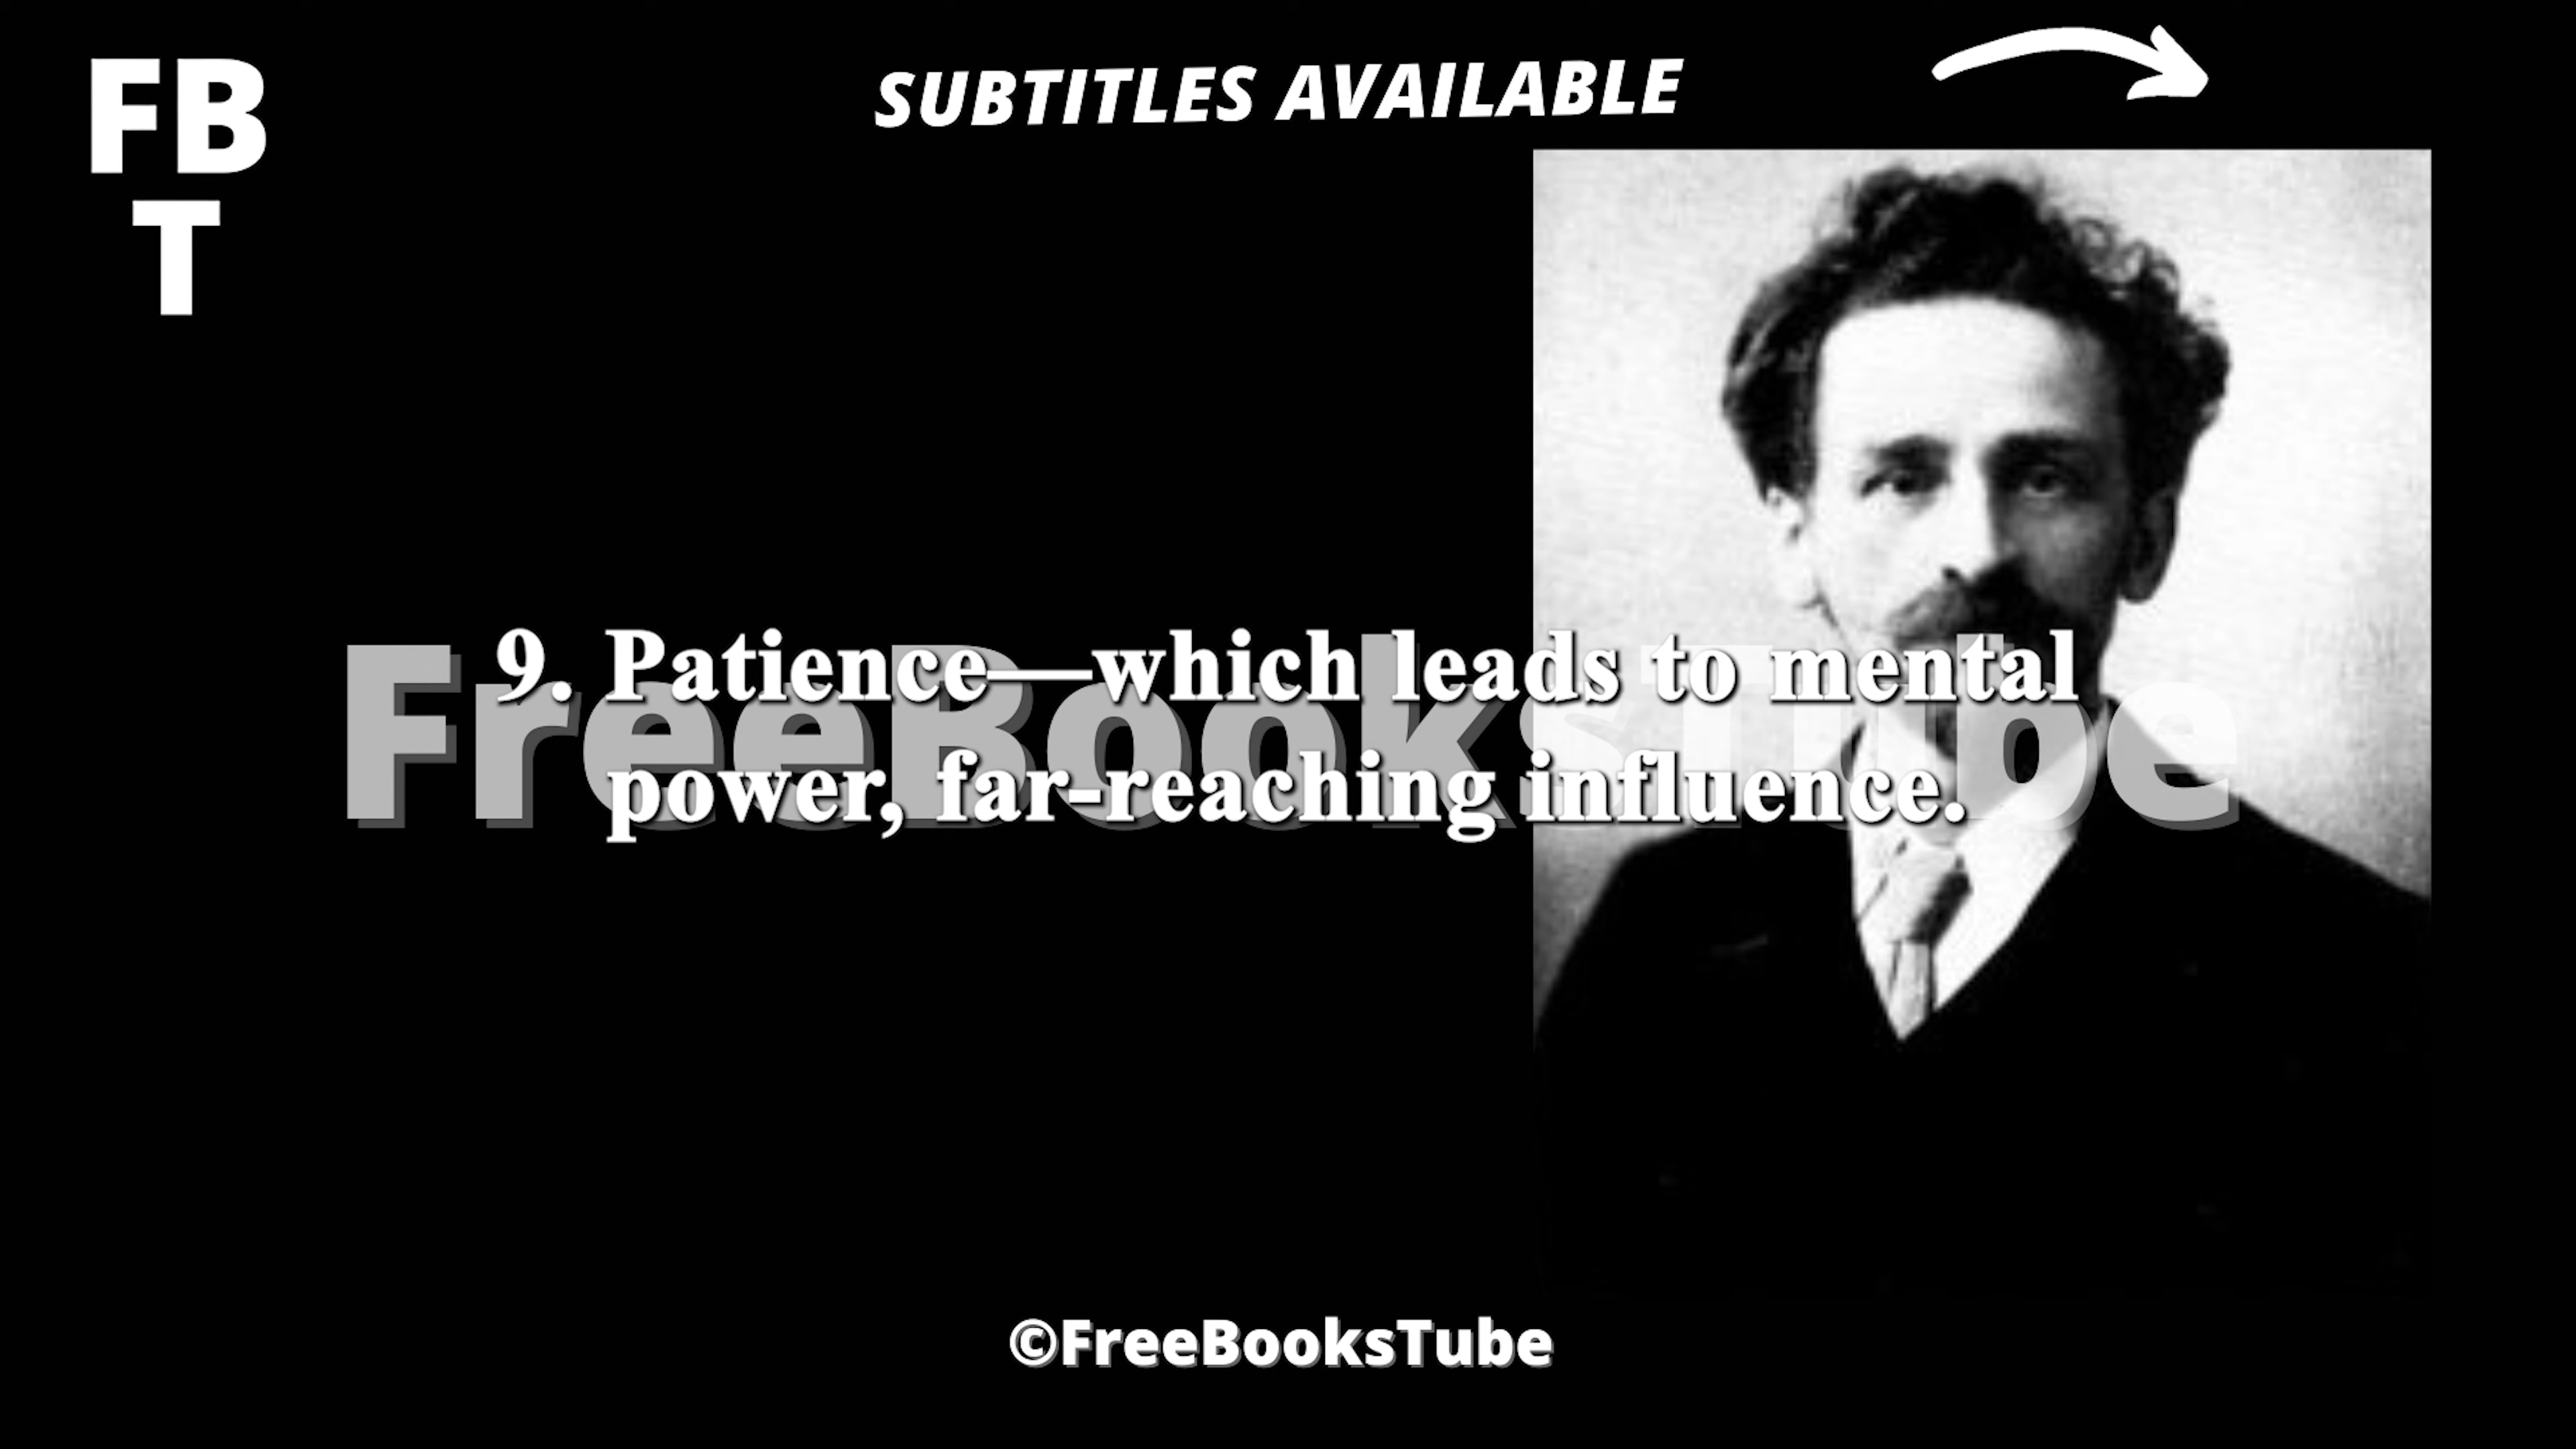 FB
T
SUBTITLES AVAILABLE
FreeBooksTube
9. Patience—which leads to mental
power, far-reaching influence.
©FreeBooksTube